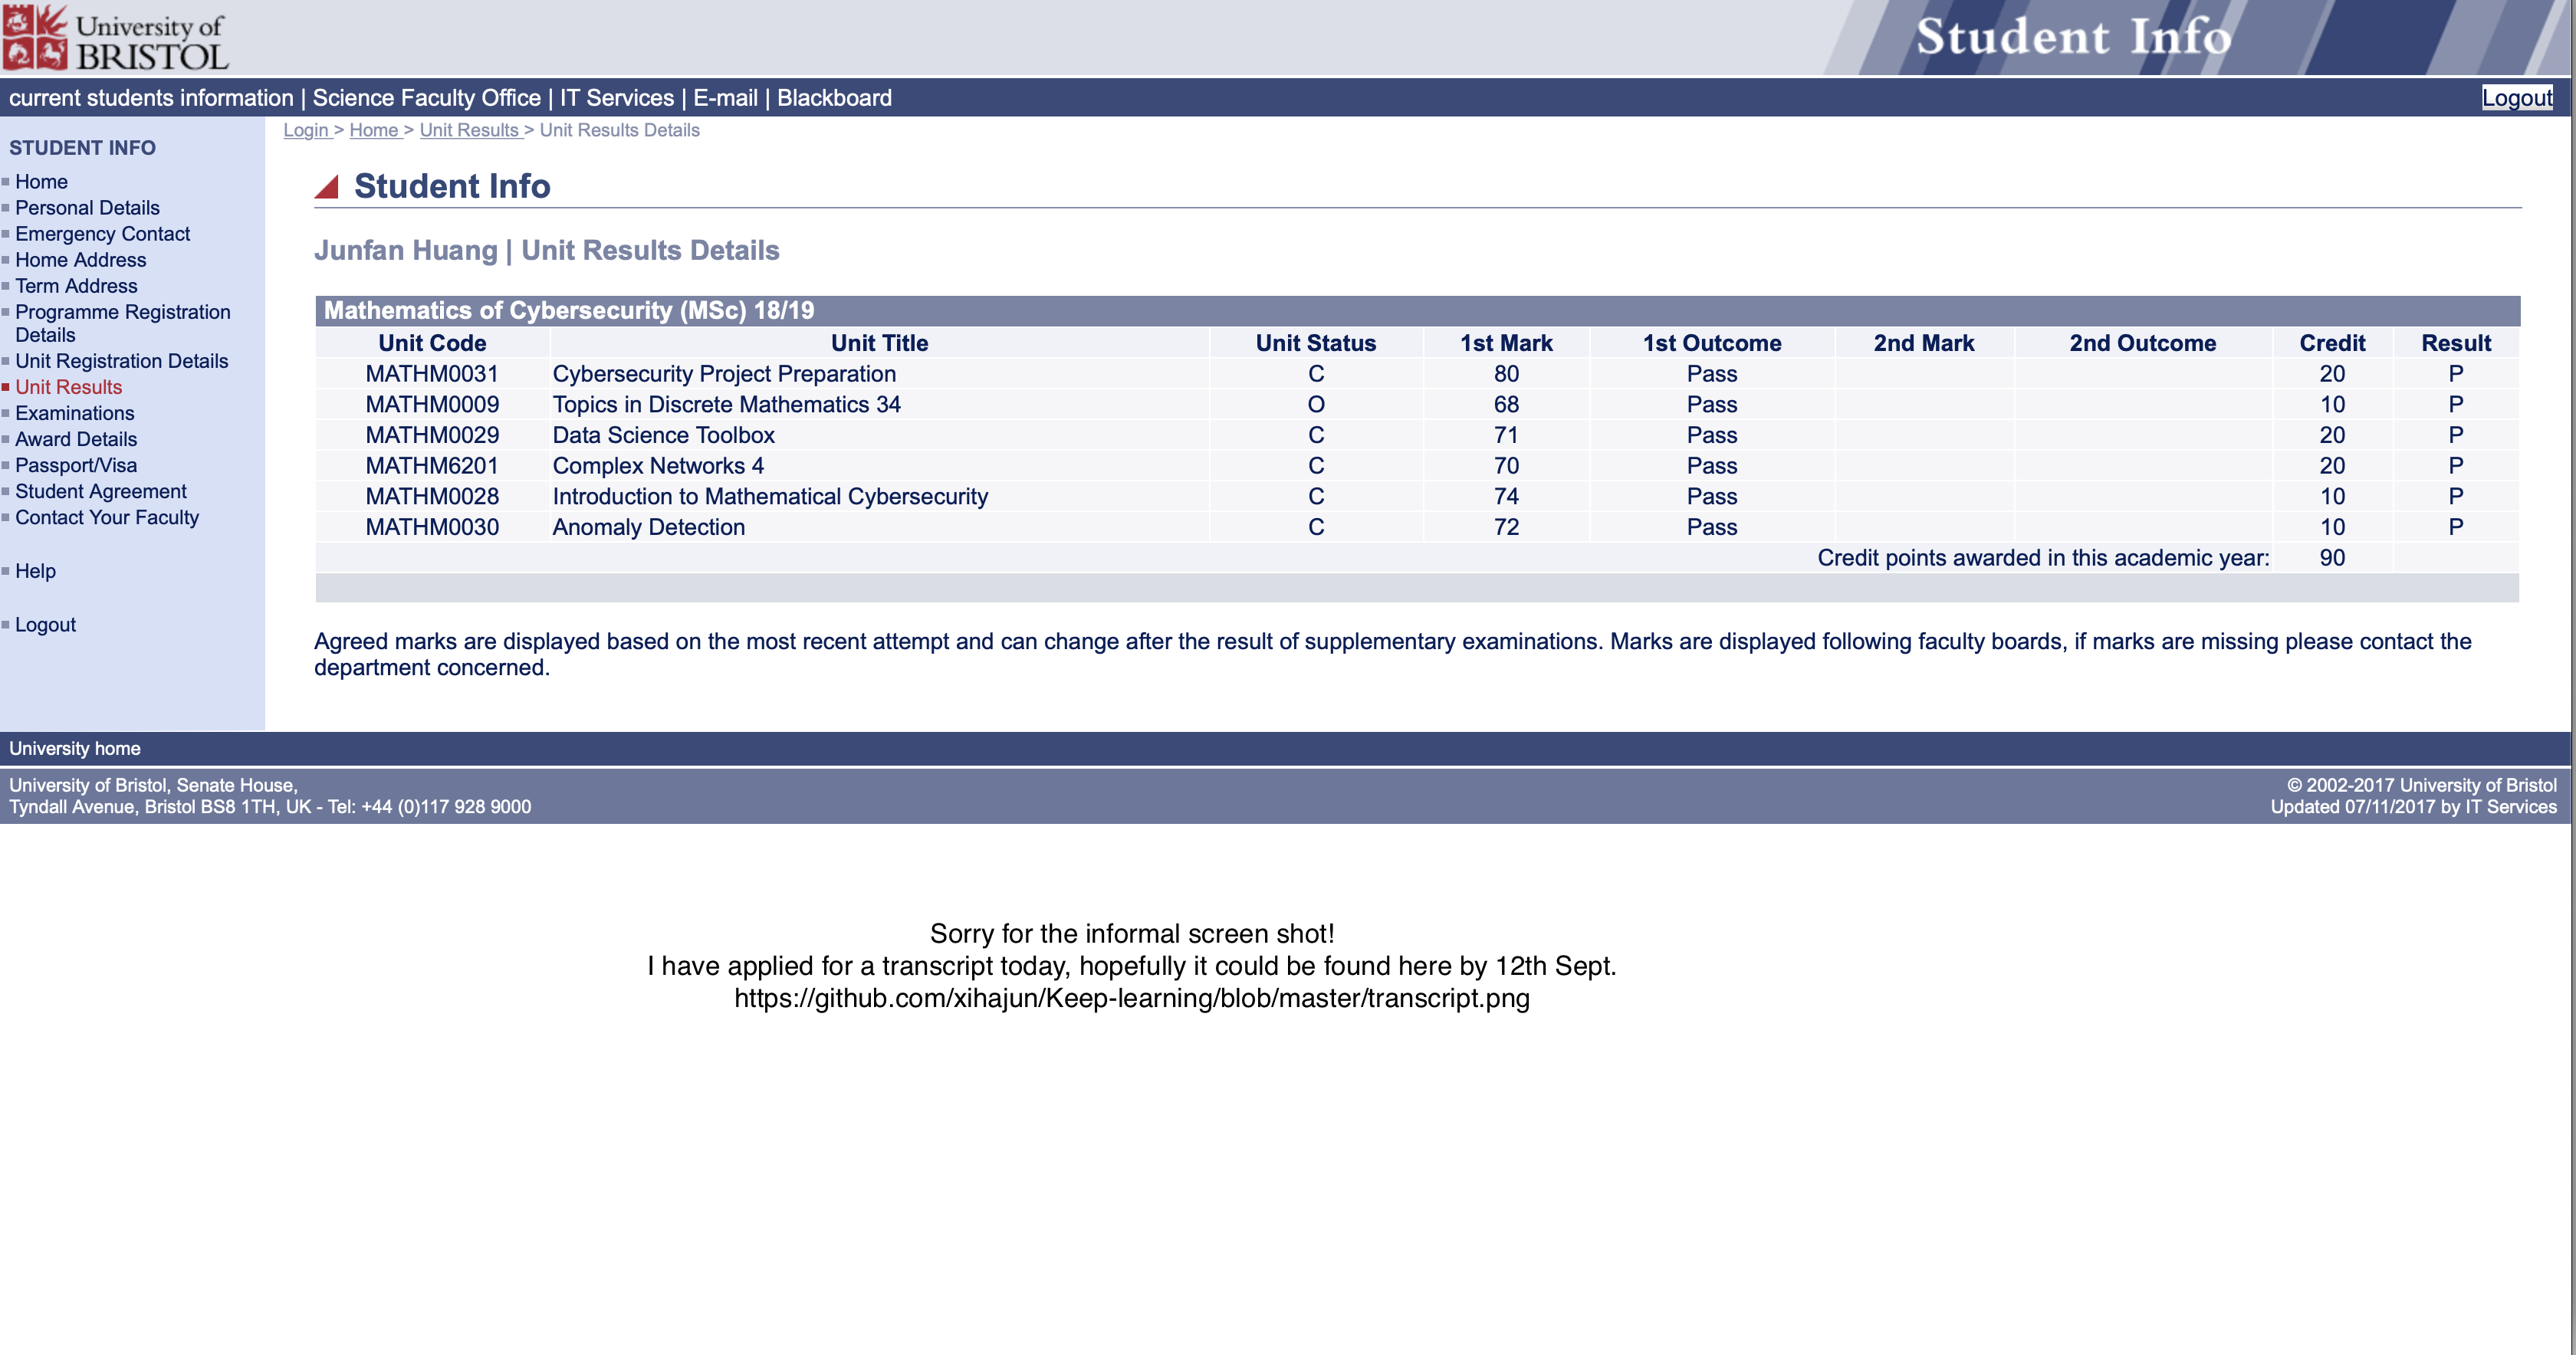 University of
BRISTOL
Student Info
current students information | Science Faculty Office | IT Services | E-mail | Blackboard
Logout
Login > Home > Unit Results > Unit Results Details
STUDENT INFO
Home
Personal Details
Emergency Contact
Home Address
Term Address
Programme Registration
Details
Unit Registration Details
Unit Results
Examinations
Award Details
Passport/Visa
Student Agreement
Contact Your Faculty
Help
Logout
Student Info
Junfan Huang | Unit Results Details
Mathematics of Cybersecurity (MSc) 18/19
Unit Code Unit Title Unit Status 1st Mark 1st Outcome 2nd Mark 2nd Outcome Credit Result
MATHM0031 Cybersecurity Project Preparation C 80 Pass 20 P
MATHM0009 Topics in Discrete Mathematics 34 O 68 Pass 10 P
MATHM0029 Data Science Toolbox C 71 Pass 20 P
MATHM6201 Complex Networks 4 C 70 Pass 20 P
MATHM0028 Introduction to Mathematical Cybersecurity C 74 Pass 10 P
MATHM0030 Anomaly Detection C 72 Pass 10 P
Credit points awarded in this academic year: 90
Agreed marks are displayed based on the most recent attempt and can change after the result of supplementary examinations. Marks are displayed following faculty boards, if marks are missing please contact the
department concerned.
University home
University of Bristol, Senate House,
Tyndall Avenue, Bristol BS8 1TH, UK - Tel: +44 (0)117 928 9000
© 2002-2017 University of Bristol
Updated 07/11/2017 by IT Services
Sorry for the informal screen shot!
I have applied for a transcript today, hopefully it could be found here by 12th Sept.
https://github.com/xihajun/Keep-learning/blob/master/transcript.png